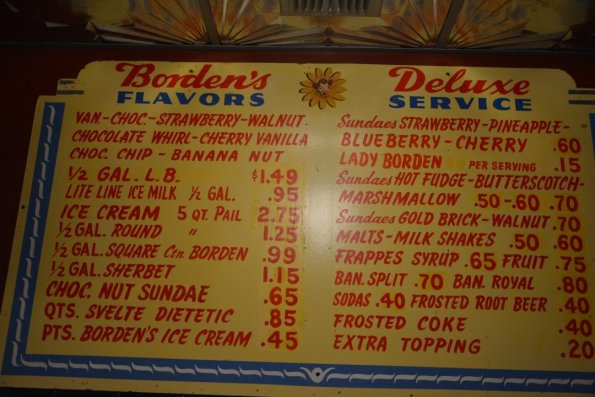 Borden's
FLAVORS
VAN.-CHOC.-STRAWBERRY-WALNUT
CHOCOLATE WHIRL-CHERRY VANILLA
CHOC. CHIP - BANANA NUT
½ GAL. L.B. $1.49
LITE LINE ICE MILK ½ GAL. .95
ICE CREAM 5 QT. PAIL 2.75
½ GAL. ROUND " 1.25
½ GAL. SQUARE CTN. BORDEN .99
½ GAL. SHERBET 1.15
CHOC. NUT SUNDAE .65
QTS. SVELTE DIETETIC .85
PTS. BORDEN'S ICE CREAM .45
Deluxe
SERVICE
Sundaes STRAWBERRY-PINEAPPLE-
BLUEBERRY - CHERRY .60
LADY BORDEN PER SERVING .15
Sundaes HOT FUDGE-BUTTERSCOTCH-
MARSHMALLOW .50-.60 .70
Sundaes GOLD BRICK-WALNUT .70
MALTS-MILK SHAKES .50 .60
FRAPPES SYRUP .65 FRUIT .75
BAN. SPLIT .70 BAN. ROYAL .80
SODAS .40 FROSTED ROOT BEER .40
FROSTED COKE .40
EXTRA TOPPING .20